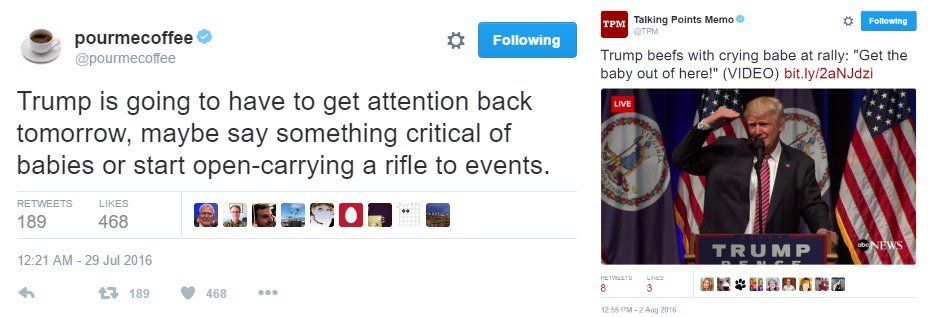 pourmecoffee
@pourmecoffee
Following
Trump is going to have to get attention back
tomorrow, maybe say something critical of
babies or start open-carrying a rifle to events.
RETWEETS LIKES
189 468
12:21 AM - 29 Jul 2016
189 468
TPM
Talking Points Memo
@TPM
Following
Trump beefs with crying babe at rally: "Get the
baby out of here!" (VIDEO) bit.ly/2aNJdzi
LIVE
TRUMP
PENCE
abc NEWS
RETWEETS LIKES
8 3
12:55 PM - 2 Aug 2016